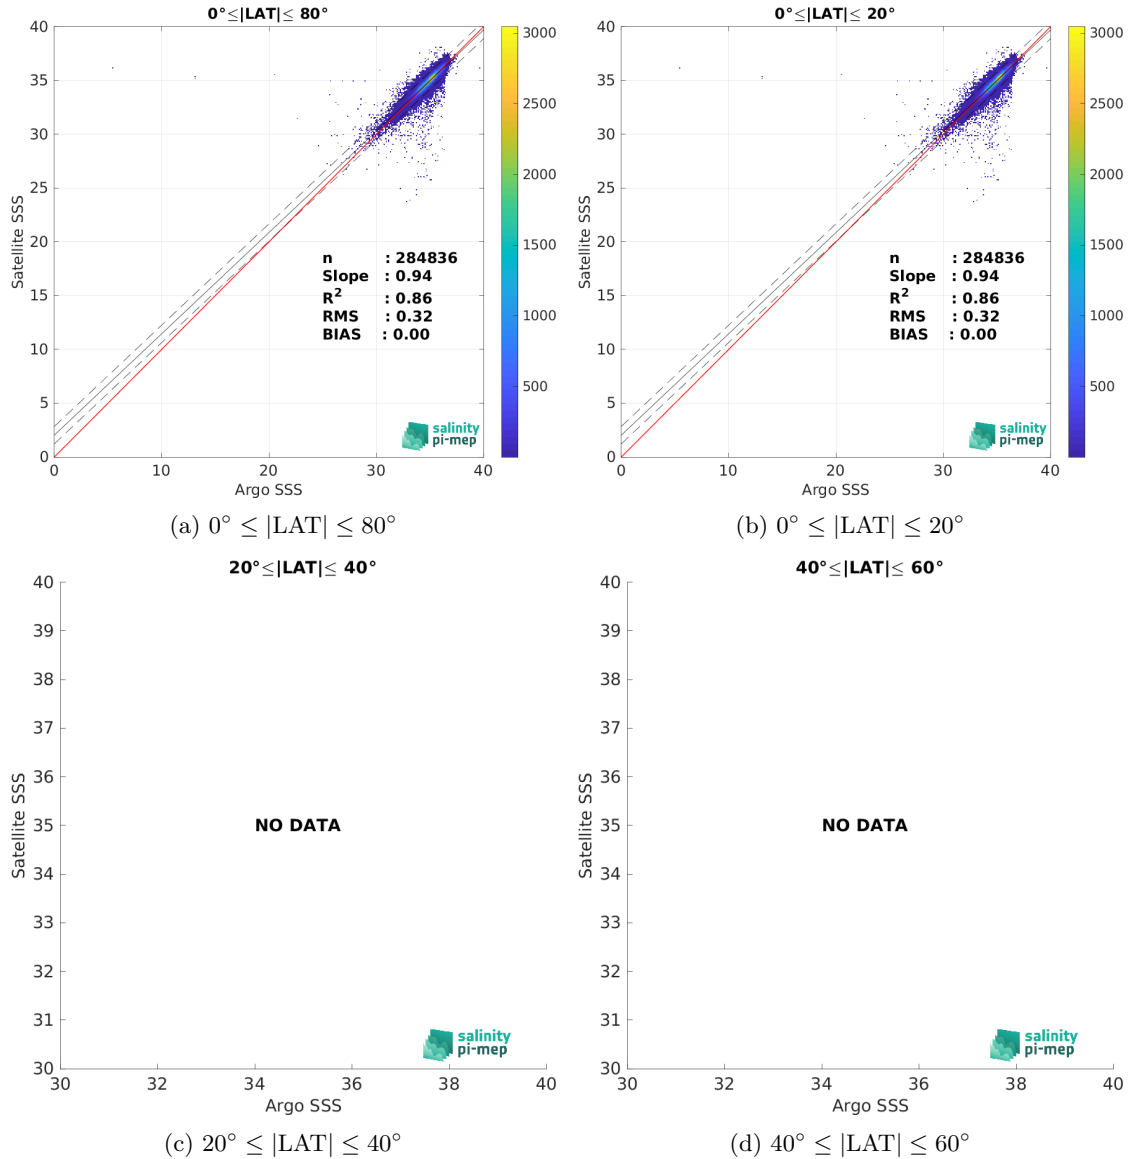 0°≤|LAT|≤ 80°
0°≤|LAT|≤ 20°
40
35
30
25
20
15
10
5
0
Satellite SSS
n : 284836
Slope : 0.94
R² : 0.86
RMS : 0.32
BIAS : 0.00
salinity
pi-mep
0 10 20 30 40
Argo SSS
3000
2500
2000
1500
1000
500
(a) 0° ≤ |LAT| ≤ 80°
40
35
30
25
20
15
10
5
0
Satellite SSS
n : 284836
Slope : 0.94
R² : 0.86
RMS : 0.32
BIAS : 0.00
salinity
pi-mep
0 10 20 30 40
Argo SSS
3000
2500
2000
1500
1000
500
(b) 0° ≤ |LAT| ≤ 20°
20°≤|LAT|≤ 40°
40
39
38
37
36
35
34
33
32
31
30
Satellite SSS
NO DATA
salinity
pi-mep
30 32 34 36 38 40
Argo SSS
(c) 20° ≤ |LAT| ≤ 40°
40°≤|LAT|≤ 60°
40
39
38
37
36
35
34
33
32
31
30
Satellite SSS
NO DATA
salinity
pi-mep
30 32 34 36 38 40
Argo SSS
(d) 40° ≤ |LAT| ≤ 60°